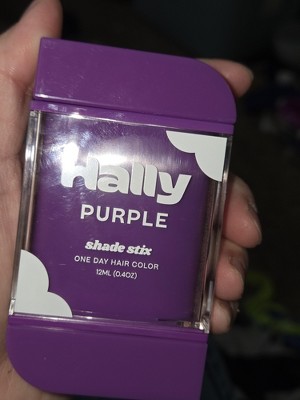 Hally
PURPLE
shade stix
ONE DAY HAIR COLOR
12ML (0.4OZ)